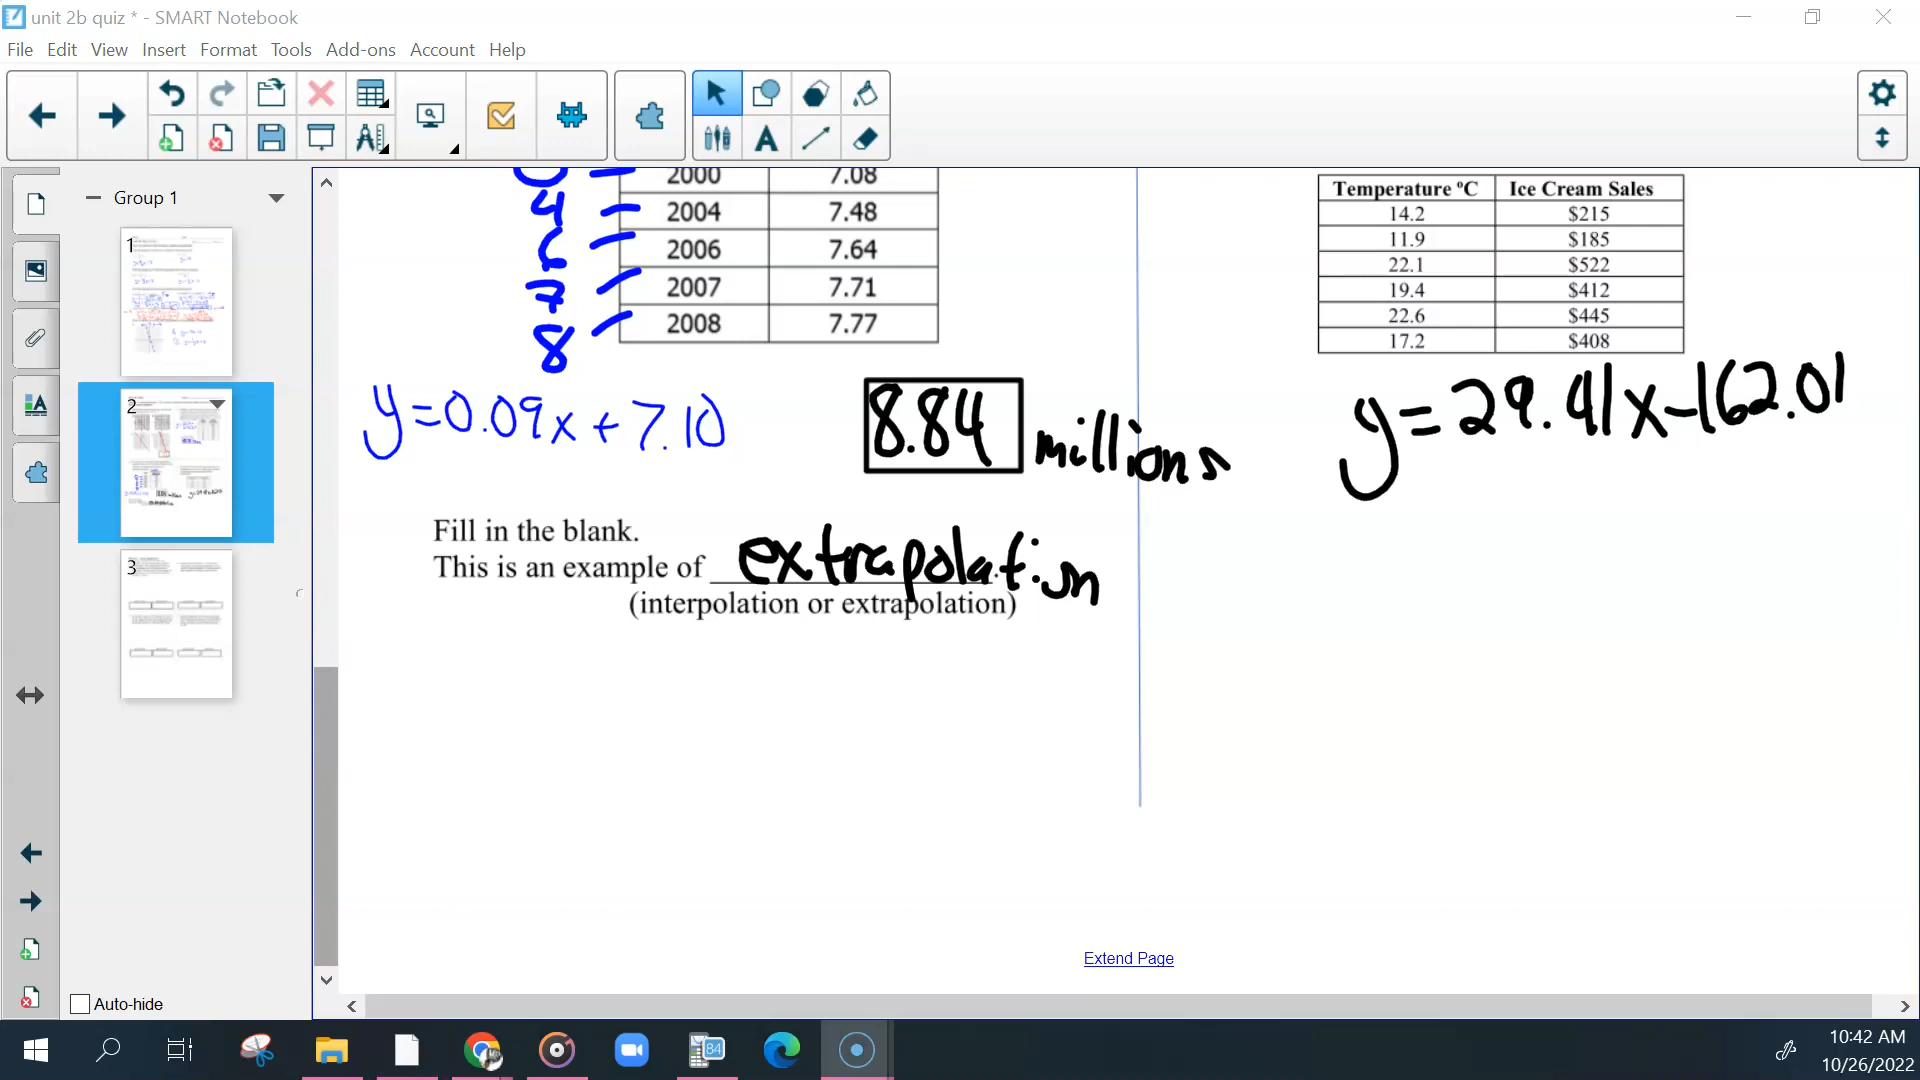 unit 2b quiz * - SMART Notebook
File Edit View Insert Format Tools Add-ons Account Help
Group 1
1
2
3
2000 7.08
4 2004 7.48
6 2006 7.64
7 2007 7.71
8 2008 7.77
y=0.09x+7.10
8.84 millions
Fill in the blank.
This is an example of extrapolation.
(interpolation or extrapolation)
Temperature ºC Ice Cream Sales
14.2 $215
11.9 $185
22.1 $522
19.4 $412
22.6 $445
17.2 $408
y=29.41x-162.01
Extend Page
Auto-hide
84
10:42 AM
10/26/2022